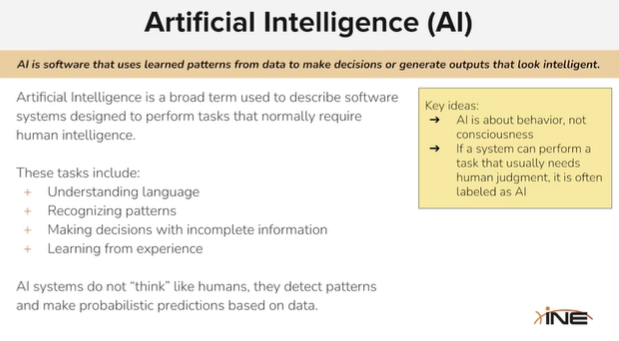 Artificial Intelligence (AI)
AI is software that uses learned patterns from data to make decisions or generate outputs that look intelligent.
Artificial Intelligence is a broad term used to describe software
systems designed to perform tasks that normally require
human intelligence.
These tasks include:
+ Understanding language
+ Recognizing patterns
+ Making decisions with incomplete information
+ Learning from experience
AI systems do not “think” like humans, they detect patterns
and make probabilistic predictions based on data.
Key ideas:
➔ AI is about behavior, not
consciousness
➔ If a system can perform a
task that usually needs
human judgment, it is often
labeled as AI
INE